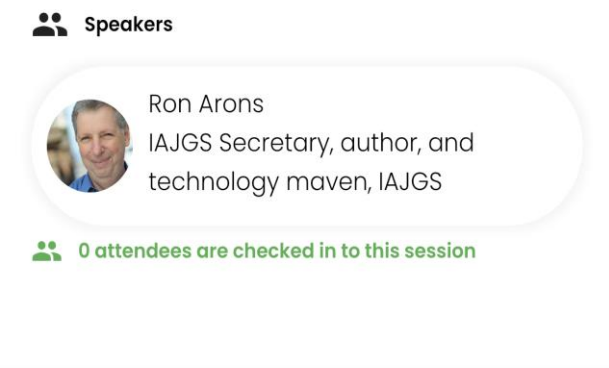 Speakers
Ron Arons
IAJGS Secretary, author, and
technology maven, IAJGS
0 attendees are checked in to this session